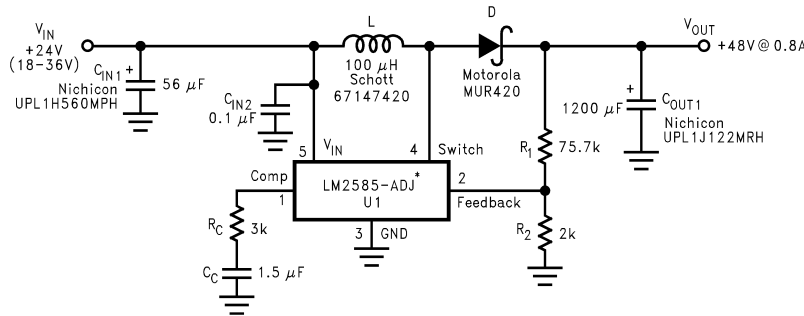 V_IN
+24V
(18-36V)
C_IN1 +
56 μF
Nichicon
UPL1H560MPH
C_IN2
0.1 μF
L
100 μH
Schott
67147420
D
Motorola
MUR420
V_OUT
+48V@0.8A
+
1200 μF
C_OUT1
Nichicon
UPL1J122MRH
R_1
75.7k
R_2
2k
5
V_IN
4
Switch
Comp
1
LM2585-ADJ*
U1
2
Feedback
3
GND
R_C
3k
C_C
1.5 μF